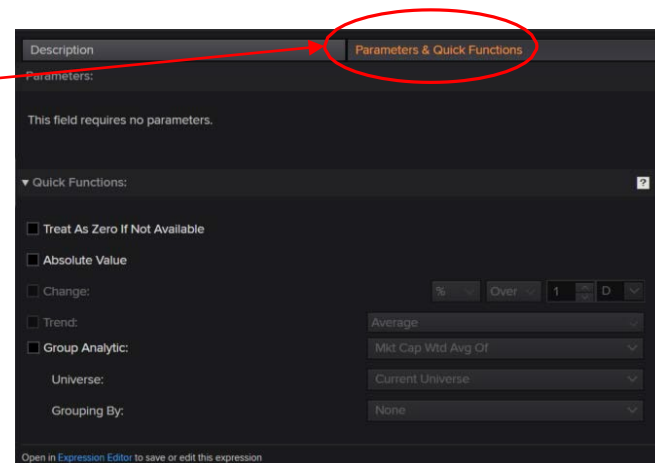 Description Parameters & Quick Functions
Parameters:
This field requires no parameters.
▼ Quick Functions: ?
Treat As Zero If Not Available
Absolute Value
Change: % Over 1 D
Trend: Average
Group Analytic: Mkt Cap Wtd Avg Of
Universe: Current Universe
Grouping By: None
Open in Expression Editor to save or edit this expression